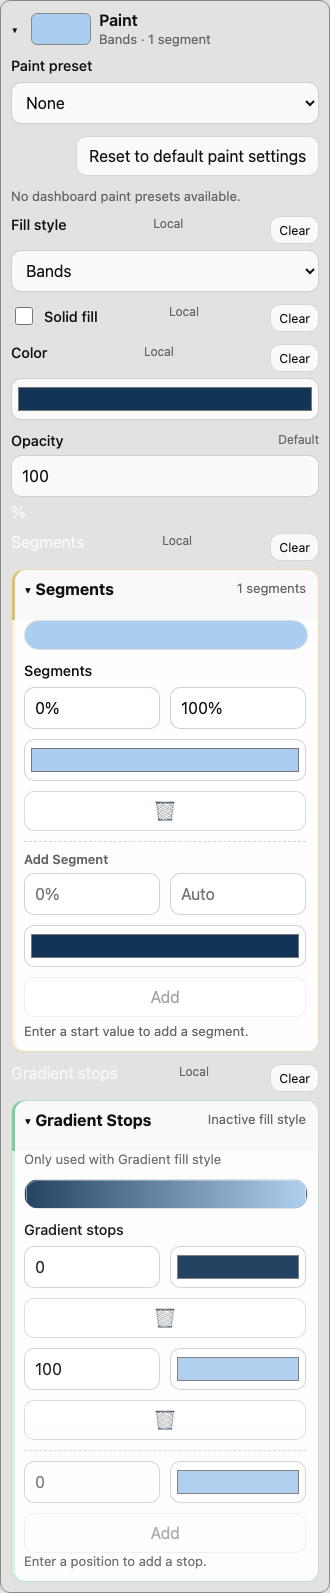 Paint
Bands · 1 segment
Paint preset
None
Reset to default paint settings
No dashboard paint presets available.
Fill style Local Clear
Bands
Solid fill Local Clear
Color Local Clear
Opacity Default
100
%
Segments Local Clear
Segments 1 segments
Segments
0% 100%
Add Segment
0% Auto
Add
Enter a start value to add a segment.
Gradient stops Local Clear
Gradient Stops Inactive fill style
Only used with Gradient fill style
Gradient stops
0
100
0
Add
Enter a position to add a stop.